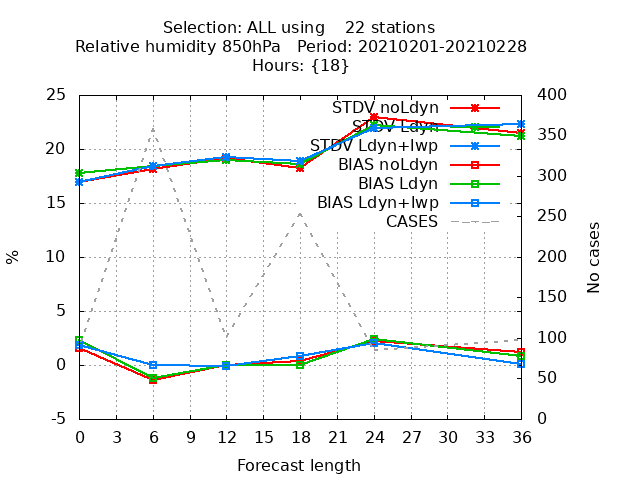 Selection: ALL using    22 stations
Relative humidity 850hPa   Period: 20210201-20210228
Hours: {18}
25
20
15
10
5
0
-5
%
400
350
300
250
200
150
100
50
0
No cases
STDV noLdyn
STDV Ldyn
STDV Ldyn+lwp
BIAS noLdyn
BIAS Ldyn
BIAS Ldyn+lwp
CASES
0 3 6 9 12 15 18 21 24 27 30 33 36
Forecast length